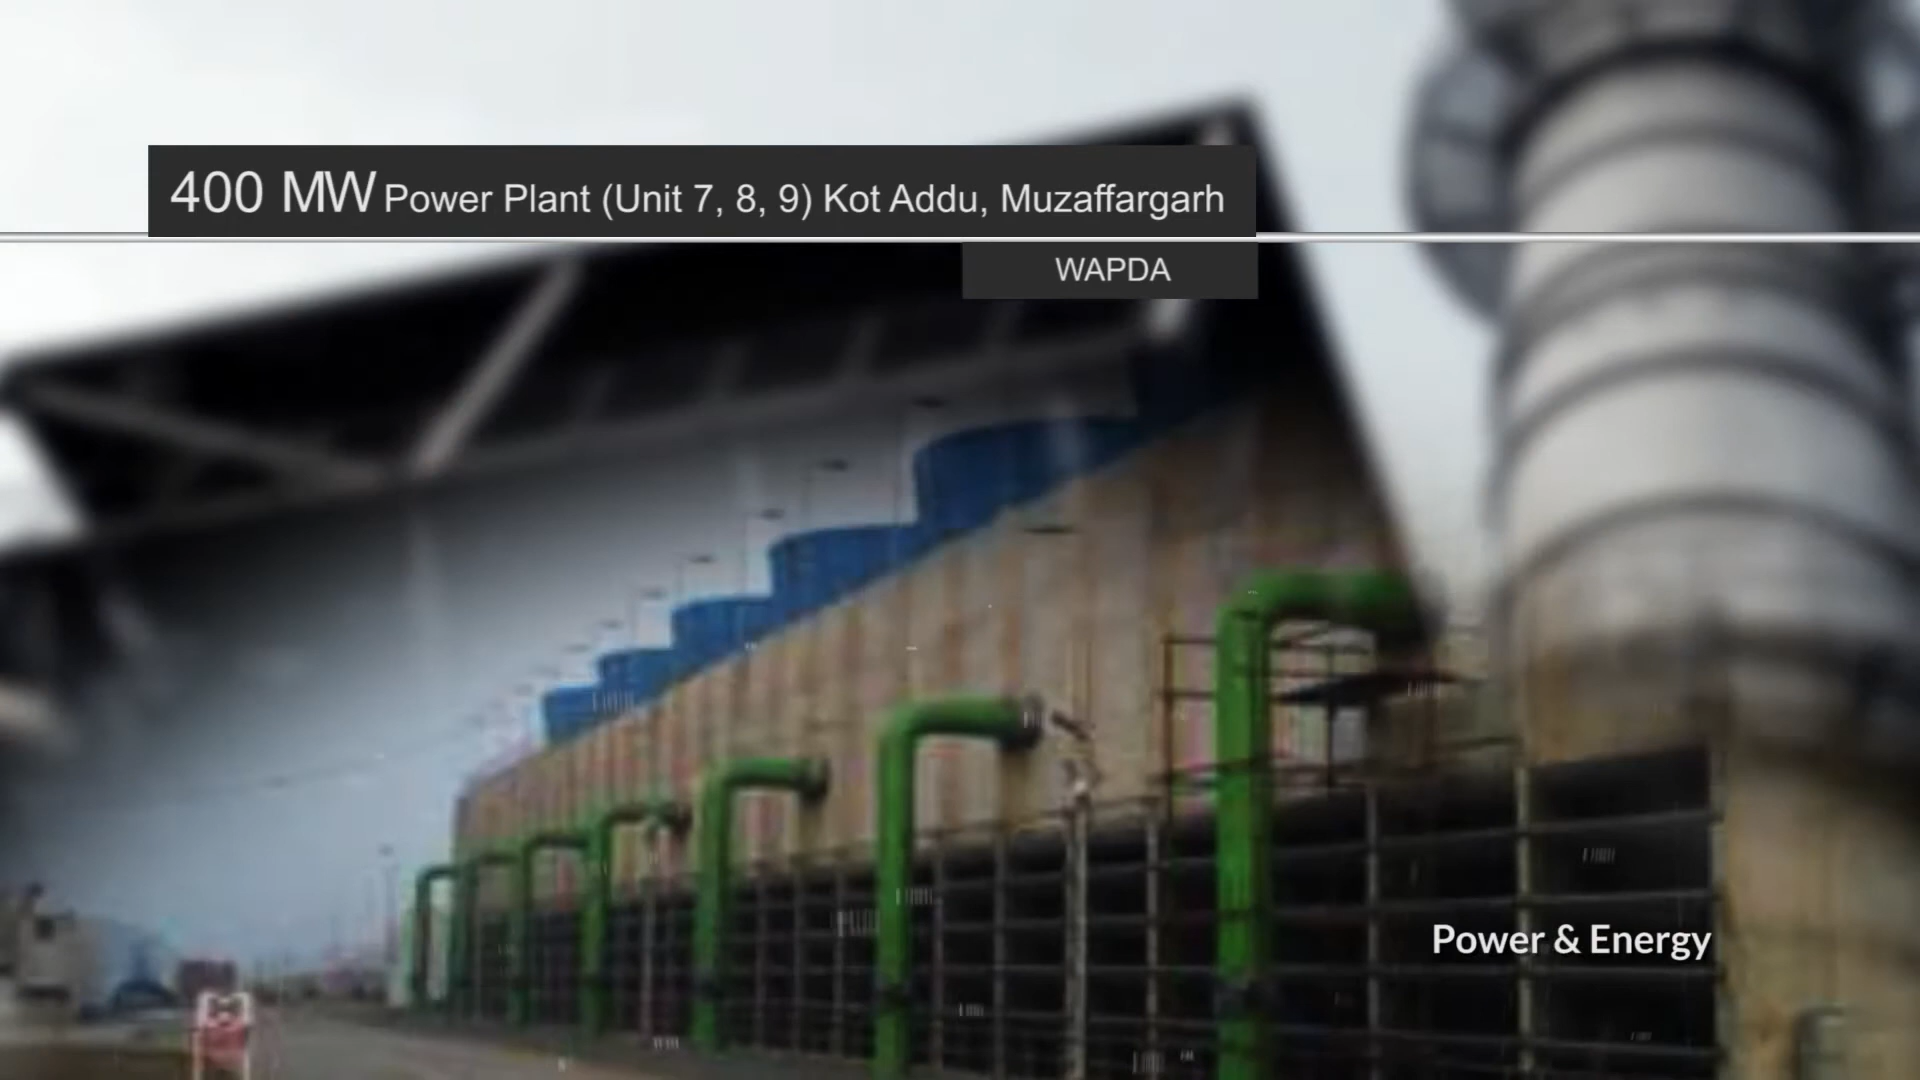 400 MW Power Plant (Unit 7, 8, 9) Kot Addu, Muzaffargarh
WAPDA
Power & Energy